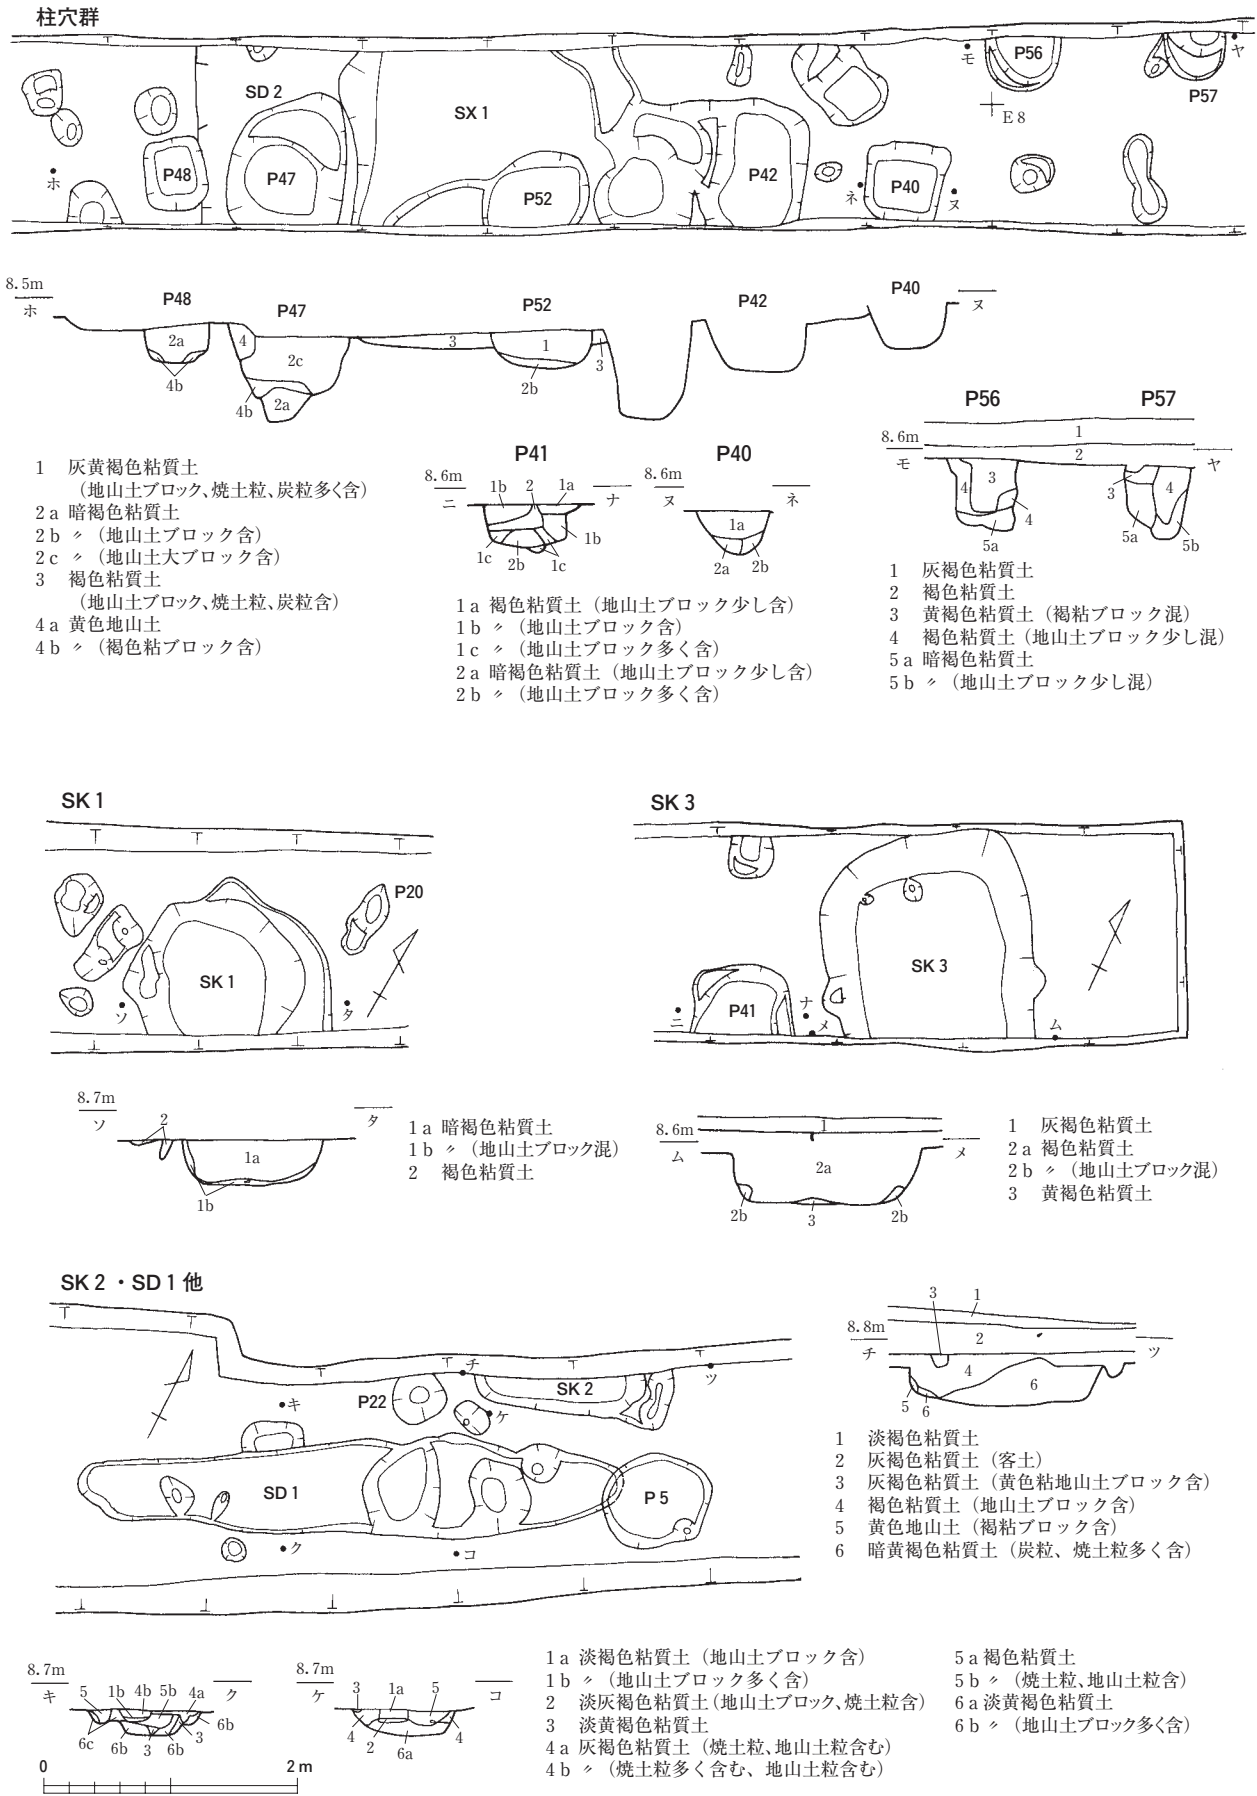 柱穴群
SD 2
SX 1
P48
P47
P52
P42
P40
P56
P57
E 8
ホ
ネ
ヌ
モ
ヤ
8.5m
ホ
P48
P47
P52
P42
P40
ヌ
2a
4b
4
2c
4b
2a
3
1
2b
3
1 灰黄褐色粘質土
（地山土ブロック、焼土粒、炭粒多く含）
2 a 暗褐色粘質土
2 b 〃（地山土ブロック含）
2 c 〃（地山土大ブロック含）
3 褐色粘質土
（地山土ブロック、焼土粒、炭粒含）
4 a 黄色地山土
4 b 〃（褐色粘ブロック含）
P41
8.6m
ニ
ナ
1b
2
1a
1b
1c
2b
1c
P40
8.6m
ヌ
ネ
1a
2a
2b
1 a 褐色粘質土（地山土ブロック少し含）
1 b 〃（地山土ブロック含）
1 c 〃（地山土ブロック多く含）
2 a 暗褐色粘質土（地山土ブロック少し含）
2 b 〃（地山土ブロック多く含）
P56
P57
8.6m
モ
ヤ
1
2
4
3
4
5a
3
4
5a
5b
1 灰褐色粘質土
2 褐色粘質土
3 黄褐色粘質土（褐粘ブロック混）
4 褐色粘質土（地山土ブロック少し混）
5 a 暗褐色粘質土
5 b 〃（地山土ブロック少し混）
SK 1
P20
SK 1
ソ
タ
8.7m
ソ
タ
2
1a
1b
1 a 暗褐色粘質土
1 b 〃（地山土ブロック混）
2 褐色粘質土
SK 3
SK 3
P41
ニ
ナ
メ
ム
8.6m
ム
メ
1
2a
2b
3
2b
1 灰褐色粘質土
2 a 褐色粘質土
2 b 〃（地山土ブロック混）
3 黄褐色粘質土
SK 2 ・SD 1 他
チ
ツ
P22
SK 2
キ
ケ
SD 1
P 5
ク
コ
3
1
8.8m
チ
ツ
2
4
6
5
6
1 淡褐色粘質土
2 灰褐色粘質土（客土）
3 灰褐色粘質土（黄色粘地山土ブロック含）
4 褐色粘質土（地山土ブロック含）
5 黄色地山土（褐粘ブロック含）
6 暗黄褐色粘質土（炭粒、焼土粒多く含）
8.7m
キ
ク
5
1b
4b
5b
4a
6b
6c
6b
3
6b
3
8.7m
ケ
コ
3
1a
5
4
2
6a
4
0
2 m
1 a 淡褐色粘質土（地山土ブロック含）
1 b 〃（地山土ブロック多く含）
2 淡灰褐色粘質土（地山土ブロック、焼土粒含）
3 淡黄褐色粘質土
4 a 灰褐色粘質土（焼土粒、地山土粒含む）
4 b 〃（焼土粒多く含む、地山土粒含む）
5 a 褐色粘質土
5 b 〃（焼土粒、地山土粒含）
6 a 淡黄褐色粘質土
6 b 〃（地山土ブロック多く含）